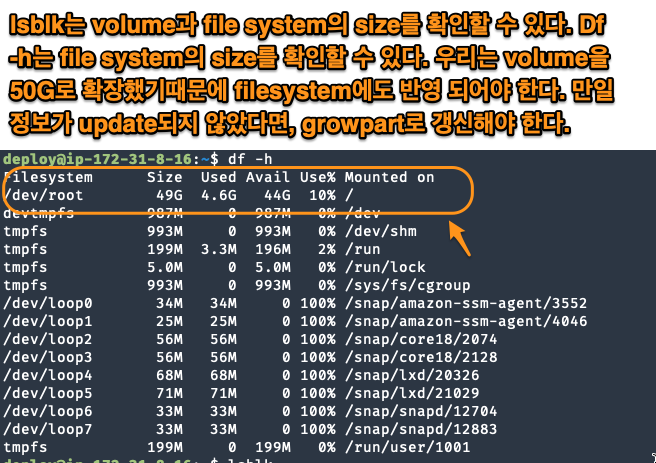 lsblk는 volume과 file system의 size를 확인할 수 있다. Df
-h는 file system의 size를 확인할 수 있다. 우리는 volume을
50G로 확장했기때문에 filesystem에도 반영 되어야 한다. 만일
정보가 update되지 않았다면, growpart로 갱신해야 한다.
deploy@ip-172-31-8-16:~$ df -h
Filesystem      Size  Used Avail Use% Mounted on
/dev/root        49G  4.6G   44G  10% /
devtmpfs        987M     0  987M   0% /dev
tmpfs           993M     0  993M   0% /dev/shm
tmpfs           199M  3.3M  196M   2% /run
tmpfs           5.0M     0  5.0M   0% /run/lock
tmpfs           993M     0  993M   0% /sys/fs/cgroup
/dev/loop0       34M   34M     0 100% /snap/amazon-ssm-agent/3552
/dev/loop1       25M   25M     0 100% /snap/amazon-ssm-agent/4046
/dev/loop2       56M   56M     0 100% /snap/core18/2074
/dev/loop3       56M   56M     0 100% /snap/core18/2128
/dev/loop4       68M   68M     0 100% /snap/lxd/20326
/dev/loop5       71M   71M     0 100% /snap/lxd/21029
/dev/loop6       33M   33M     0 100% /snap/snapd/12704
/dev/loop7       33M   33M     0 100% /snap/snapd/12883
tmpfs           199M     0  199M   0% /run/user/1001
deploy@ip-172-31-8-16:~$ lsblk